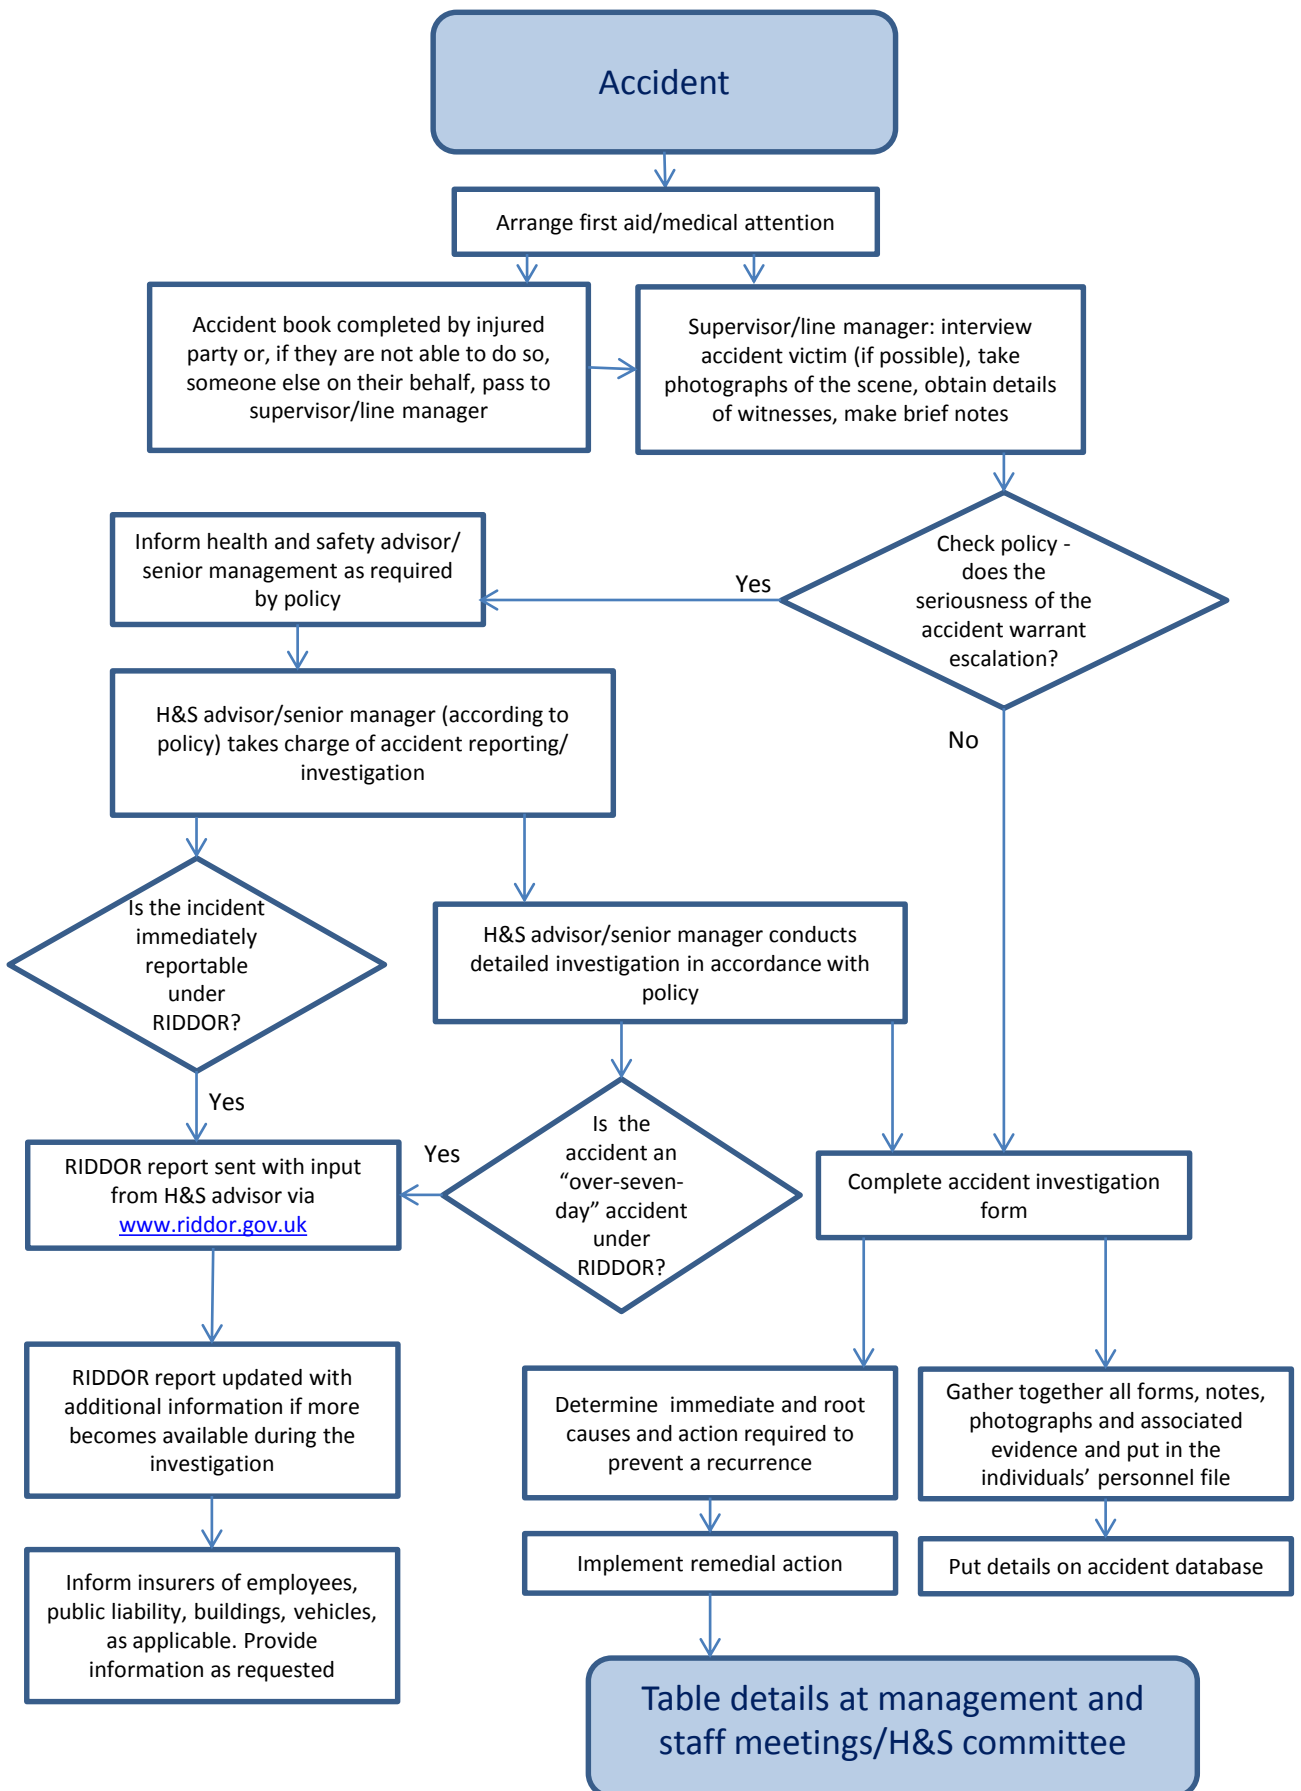 Accident
Arrange first aid/medical attention
Accident book completed by injured
party or, if they are not able to do so,
someone else on their behalf, pass to
supervisor/line manager
Supervisor/line manager: interview
accident victim (if possible), take
photographs of the scene, obtain details
of witnesses, make brief notes
Check policy -
does the
seriousness of the
accident warrant
escalation?
Yes
Inform health and safety advisor/
senior management as required
by policy
No
H&S advisor/senior manager (according to
policy) takes charge of accident reporting/
investigation
Is the incident
immediately
reportable
under
RIDDOR?
H&S advisor/senior manager conducts
detailed investigation in accordance with
policy
Yes
Is  the
accident an
“over-seven-
day” accident
under
RIDDOR?
Yes
RIDDOR report sent with input
from H&S advisor via
www.riddor.gov.uk
Complete accident investigation
form
RIDDOR report updated with
additional information if more
becomes available during the
investigation
Determine  immediate and root
causes and action required to
prevent a recurrence
Gather together all forms, notes,
photographs and associated
evidence and put in the
individuals’ personnel file
Implement remedial action
Put details on accident database
Inform insurers of employees,
public liability, buildings, vehicles,
as applicable. Provide
information as requested
Table details at management and
staff meetings/H&S committee